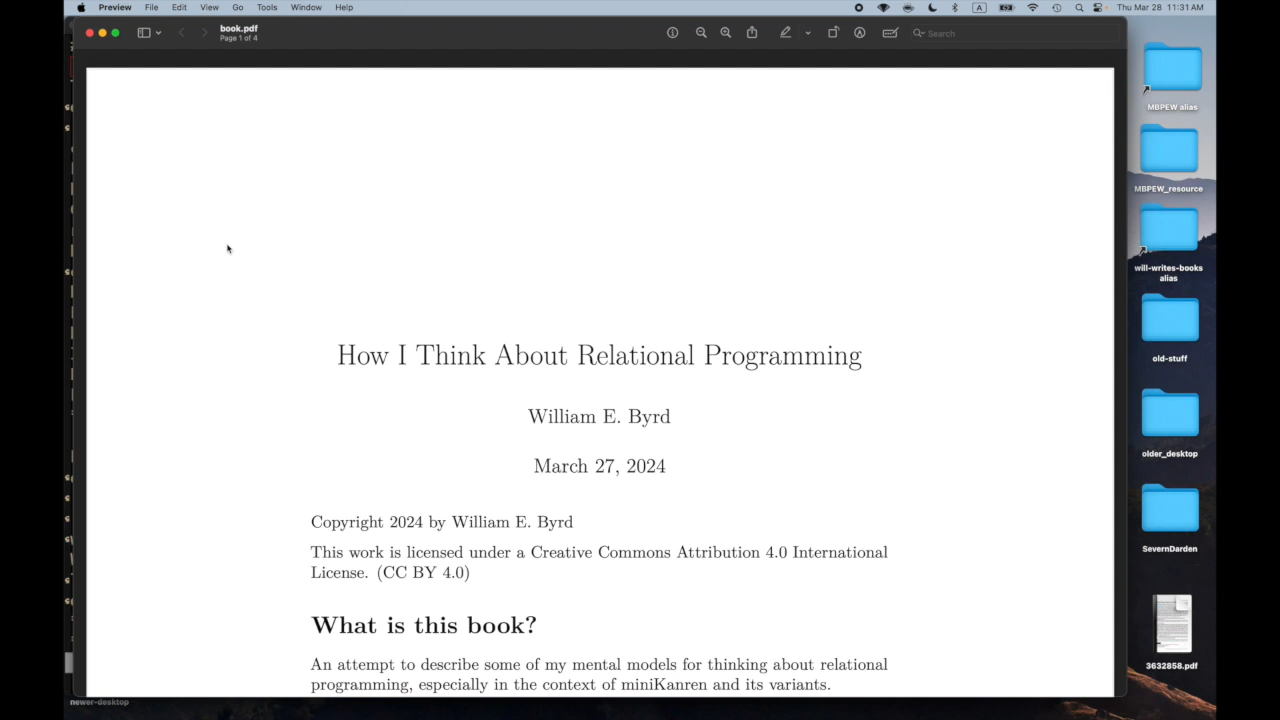 Preview File Edit View Go Tools Window Help
A
Thu Mar 28 11:31 AM
book.pdf
Page 1 of 4
Search
How I Think About Relational Programming
William E. Byrd
March 27, 2024
Copyright 2024 by William E. Byrd
This work is licensed under a Creative Commons Attribution 4.0 International
License. (CC BY 4.0)
What is this book?
An attempt to describe some of my mental models for thinking about relational
programming, especially in the context of miniKanren and its variants.
MBPEW alias
MBPEW_resource
will-writes-books
alias
old-stuff
older_desktop
SevernDarden
3632858.pdf
newer-desktop